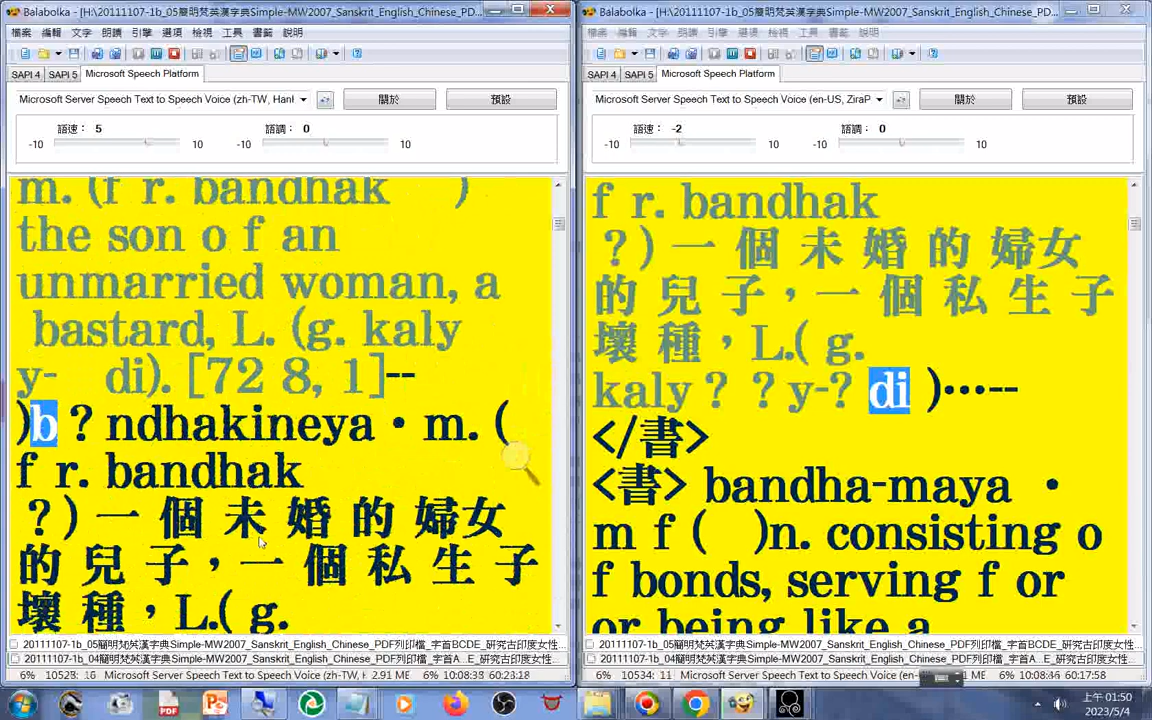 Balabolka - [H:\20111107-1b_05簡明梵英漢字典Simple-MW2007_Sanskrit_English_Chinese_PD...
檔案 編輯 文字 朗讀 引擎 選項 檢視 工具 書籤 說明
SAPI 4 SAPI 5 Microsoft Speech Platform
Microsoft Server Speech Text to Speech Voice (zh-TW, HanH 關於 預設
語速： 5 語調： 0
-10 10 -10 10
m. (f r. bandhak )
the son o f an
unmarried woman, a
bastard, L. (g. kaly
y- di). [72 8, 1]--
)b ? ndhakineya • m. (
f r. bandhak
?) 一 個 未 婚 的 婦女
的 兒 子，一 個 私 生 子
壞 種，L.( g.
20111107-1b_05簡明梵英漢字典Simple-MW2007_Sanskrit_English_Chinese_PDF列印檔_字首BCDE_研究古印度女性...
20111107-1b_04簡明梵英漢字典Simple-MW2007_Sanskrit_English_Chinese_PDF列印檔_字首A...E_研究古印度女性...
6% 10523: 16 Microsoft Server Speech Text to Speech Voice (zh-TW, 2.91 MB 6% 10:08:38 60:23:18
Balabolka - [H:\20111107-1b_05簡明梵英漢字典Simple-MW2007_Sanskrit_English_Chinese_PD...
檔案 編輯 文字 朗讀 引擎 選項 檢視 工具 書籤 說明
SAPI 4 SAPI 5 Microsoft Speech Platform
Microsoft Server Speech Text to Speech Voice (en-US, ZiraP 關於 預設
語速： -2 語調： 0
-10 10 -10 10
f r. bandhak
?) 一 個 未 婚 的 婦女
的 兒 子，一 個 私 生 子
壞 種，L.( g.
kaly ? ? y-? di )…--
</書>
<書> bandha-maya •
m f ( )n. consisting o
f bonds, serving f or
or being like a
20111107-1b_05簡明梵英漢字典Simple-MW2007_Sanskrit_English_Chinese_PDF列印檔_字首BCDE_研究古印度女性...
20111107-1b_04簡明梵英漢字典Simple-MW2007_Sanskrit_English_Chinese_PDF列印檔_字首A...E_研究古印度女性...
6% 10534: 11 Microsoft Server Speech Text to Speech Voice (en-US, 6% 10:08:46 60:17:58
PDF
上午 01:50
2023/5/4